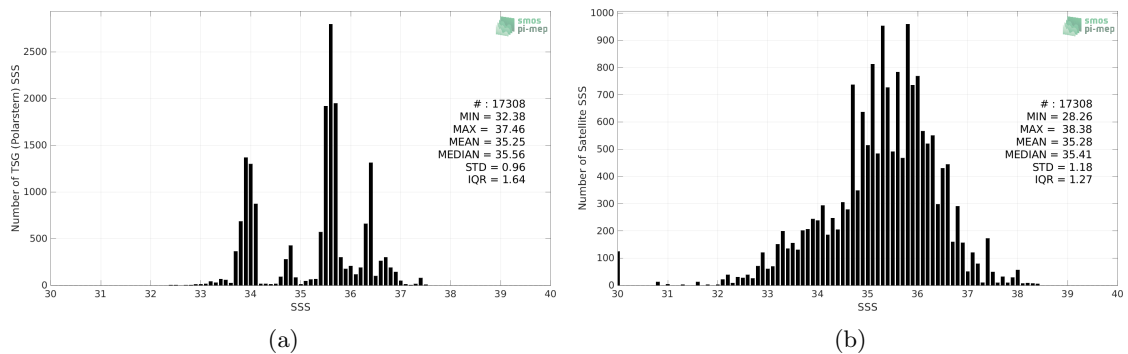 smos
pi-mep
2500
2000
1500
1000
500
0
Number of TSG (Polarstern) SSS
# : 17308
MIN = 32.38
MAX = 37.46
MEAN = 35.25
MEDIAN = 35.56
STD = 0.96
IQR = 1.64
30 31 32 33 34 35 36 37 38 39 40
SSS
(a)
smos
pi-mep
1000
900
800
700
600
500
400
300
200
100
0
Number of Satellite SSS
# : 17308
MIN = 28.26
MAX = 38.38
MEAN = 35.28
MEDIAN = 35.41
STD = 1.18
IQR = 1.27
30 31 32 33 34 35 36 37 38 39 40
SSS
(b)